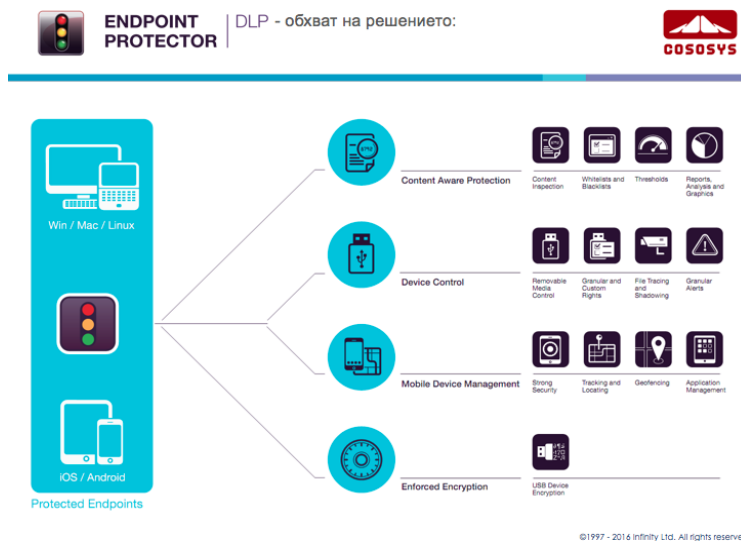 ENDPOINT
PROTECTOR
DLP - обхват на решението:
COSOSYS
Win / Mac / Linux
iOS / Android
Protected Endpoints
Content Aware Protection
Content
Inspection
Whitelists and
Blacklists
Thresholds
Reports,
Analysis and
Graphics
Device Control
Removable
Media
Control
Granular and
Custom
Rights
File Tracing
and
Shadowing
Granular
Alerts
Mobile Device Management
Strong
Security
Tracking and
Locating
Geofencing
Application
Management
Enforced Encryption
USB Device
Encryption
©1997 - 2016 Infinity Ltd. All rights reserve